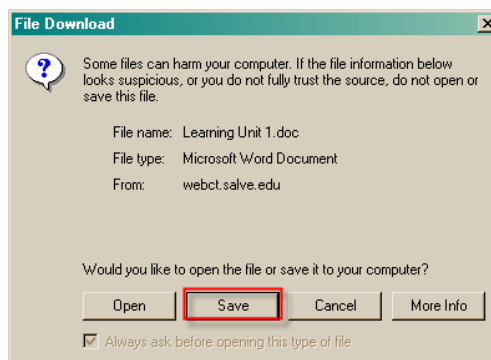 File Download
Some files can harm your computer. If the file information below
looks suspicious, or you do not fully trust the source, do not open or
save this file.
File name: Learning Unit 1.doc
File type: Microsoft Word Document
From: webct.salve.edu
Would you like to open the file or save it to your computer?
Open Save Cancel More Info
Always ask before opening this type of file